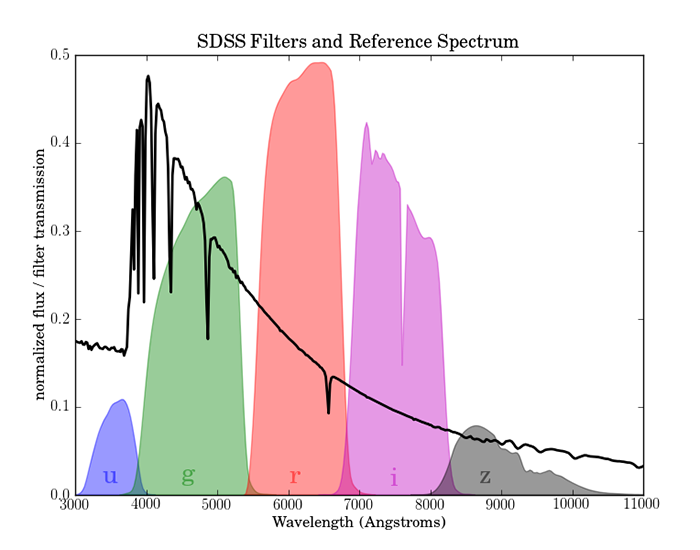 SDSS Filters and Reference Spectrum
normalized flux / filter transmission
0.5
0.4
0.3
0.2
0.1
0.0
u g r i z
3000 4000 5000 6000 7000 8000 9000 10000 11000
Wavelength (Angstroms)